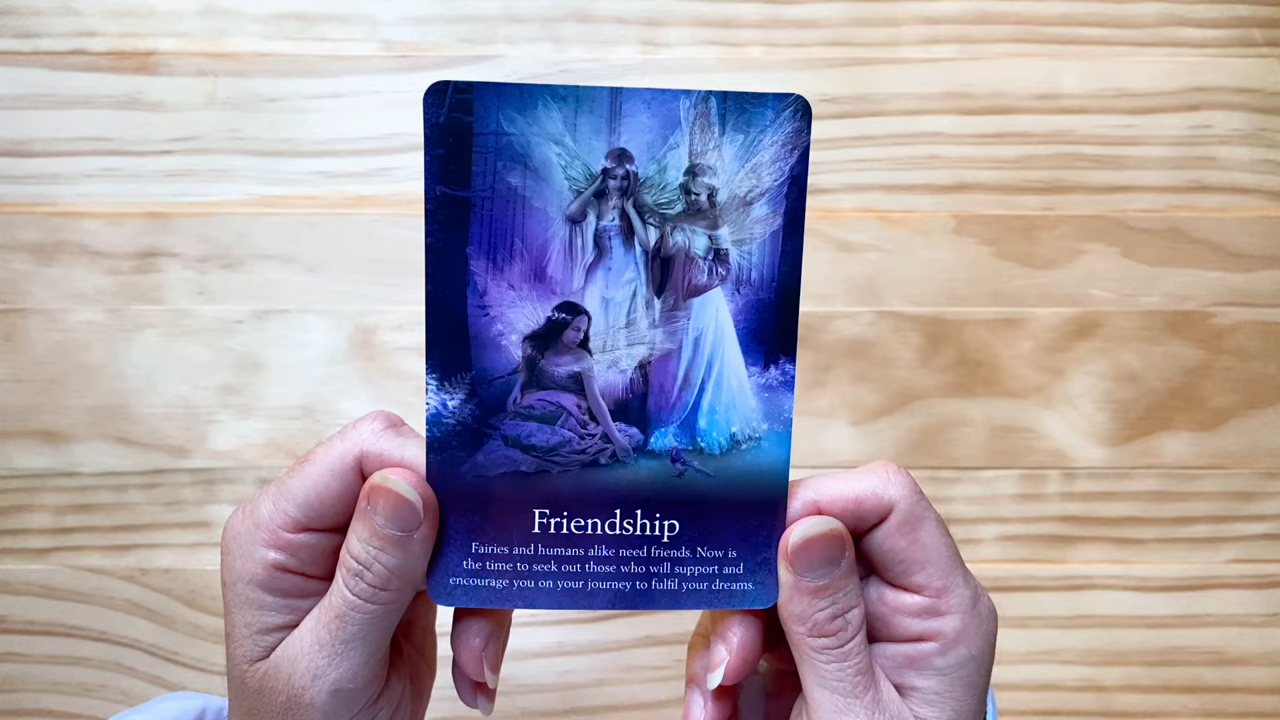 Friendship
Fairies and humans alike need friends. Now is
the time to seek out those who will support and
encourage you on your journey to fulfil your dreams.